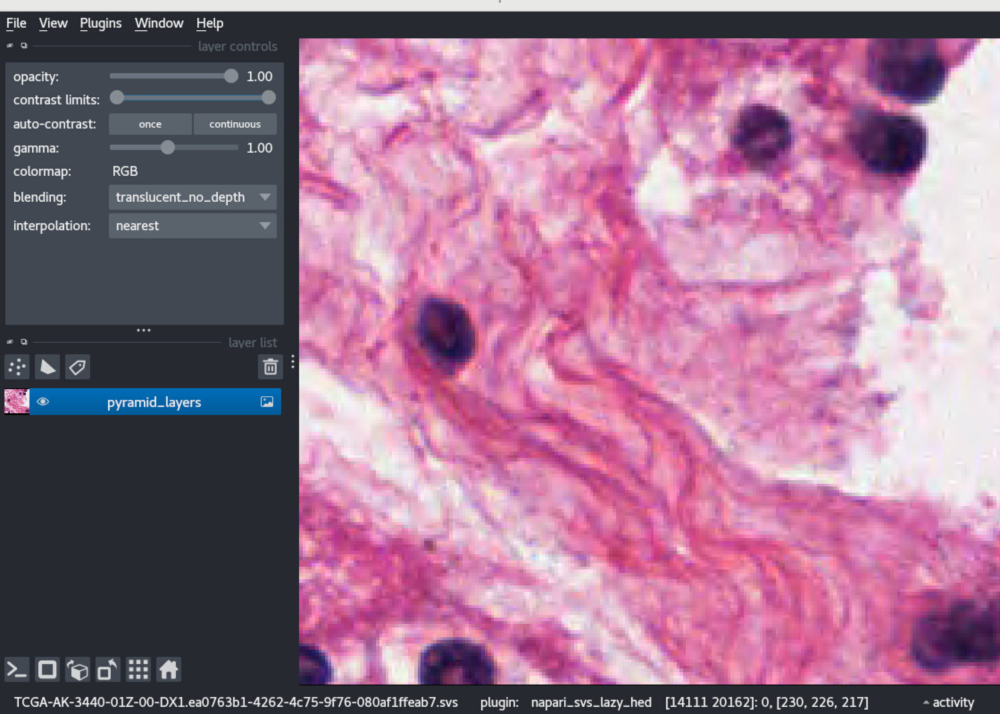 File View Plugins Window Help
layer controls
opacity: 1.00
contrast limits:
auto-contrast: once continuous
gamma: 1.00
colormap: RGB
blending: translucent_no_depth
interpolation: nearest
layer list
pyramid_layers
TCGA-AK-3440-01Z-00-DX1.ea0763b1-4262-4c75-9f76-080af1ffeab7.svs plugin: napari_svs_lazy_hed [14111 20162]: 0, [230, 226, 217] activity